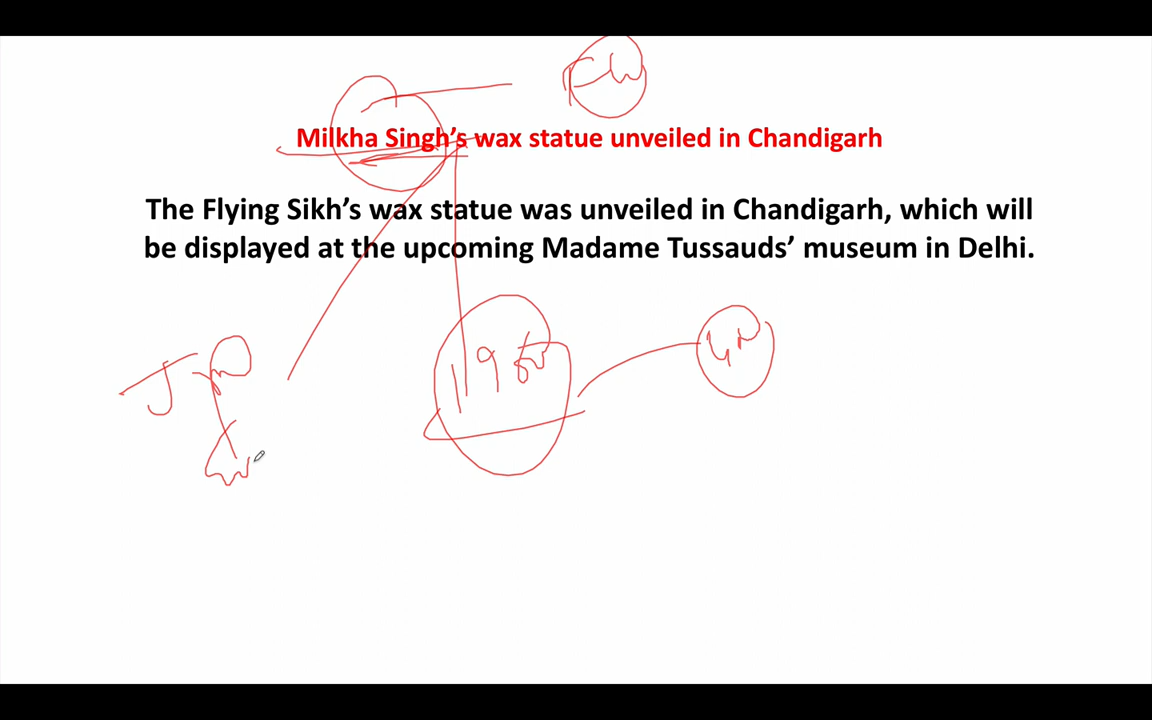 Milkha Singh's wax statue unveiled in Chandigarh
The Flying Sikh's wax statue was unveiled in Chandigarh, which will
be displayed at the upcoming Madame Tussauds' museum in Delhi.